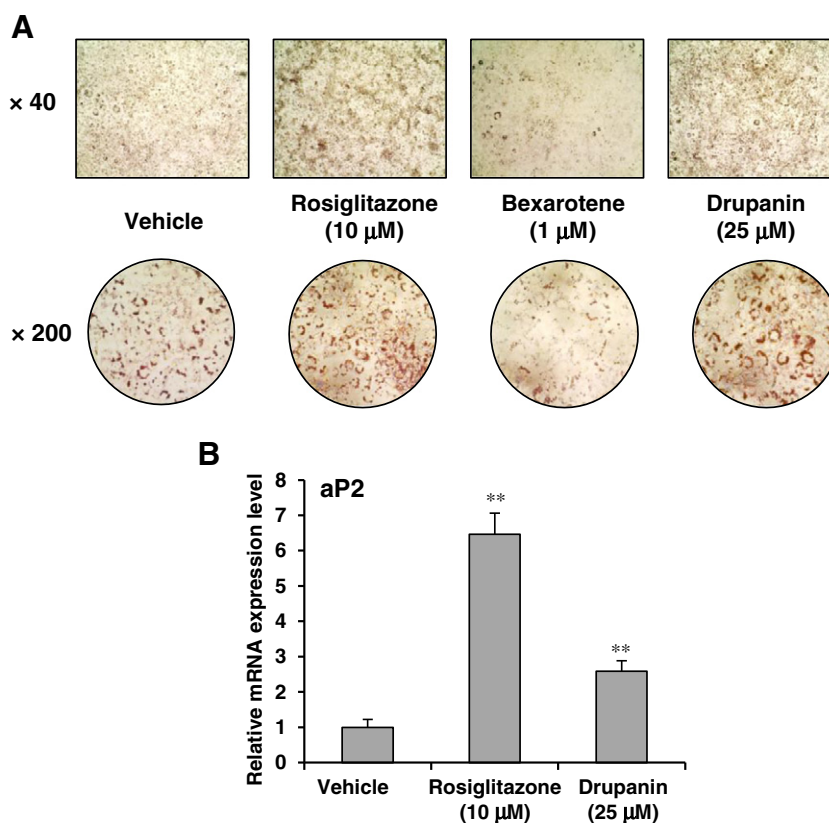 A
× 40
Vehicle
Rosiglitazone
(10 μM)
Bexarotene
(1 μM)
Drupanin
(25 μM)
× 200
B
aP2
Relative mRNA expression level
8
7
6
5
4
3
2
1
0
**
**
Vehicle
Rosiglitazone
(10 μM)
Drupanin
(25 μM)